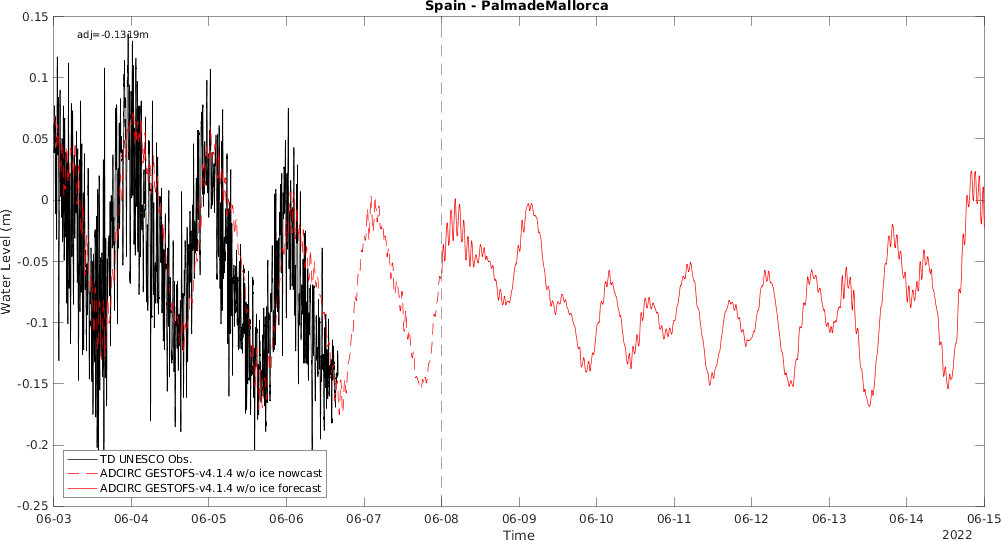 Spain - PalmadeMallorca
0.15
adj=-0.1319m
0.1
0.05
0
-0.05
-0.1
-0.15
-0.2
-0.25
Water Level (m)
TD UNESCO Obs.
ADCIRC GESTOFS-v4.1.4 w/o ice nowcast
ADCIRC GESTOFS-v4.1.4 w/o ice forecast
06-03 06-04 06-05 06-06 06-07 06-08 06-09 06-10 06-11 06-12 06-13 06-14 06-15
Time
2022